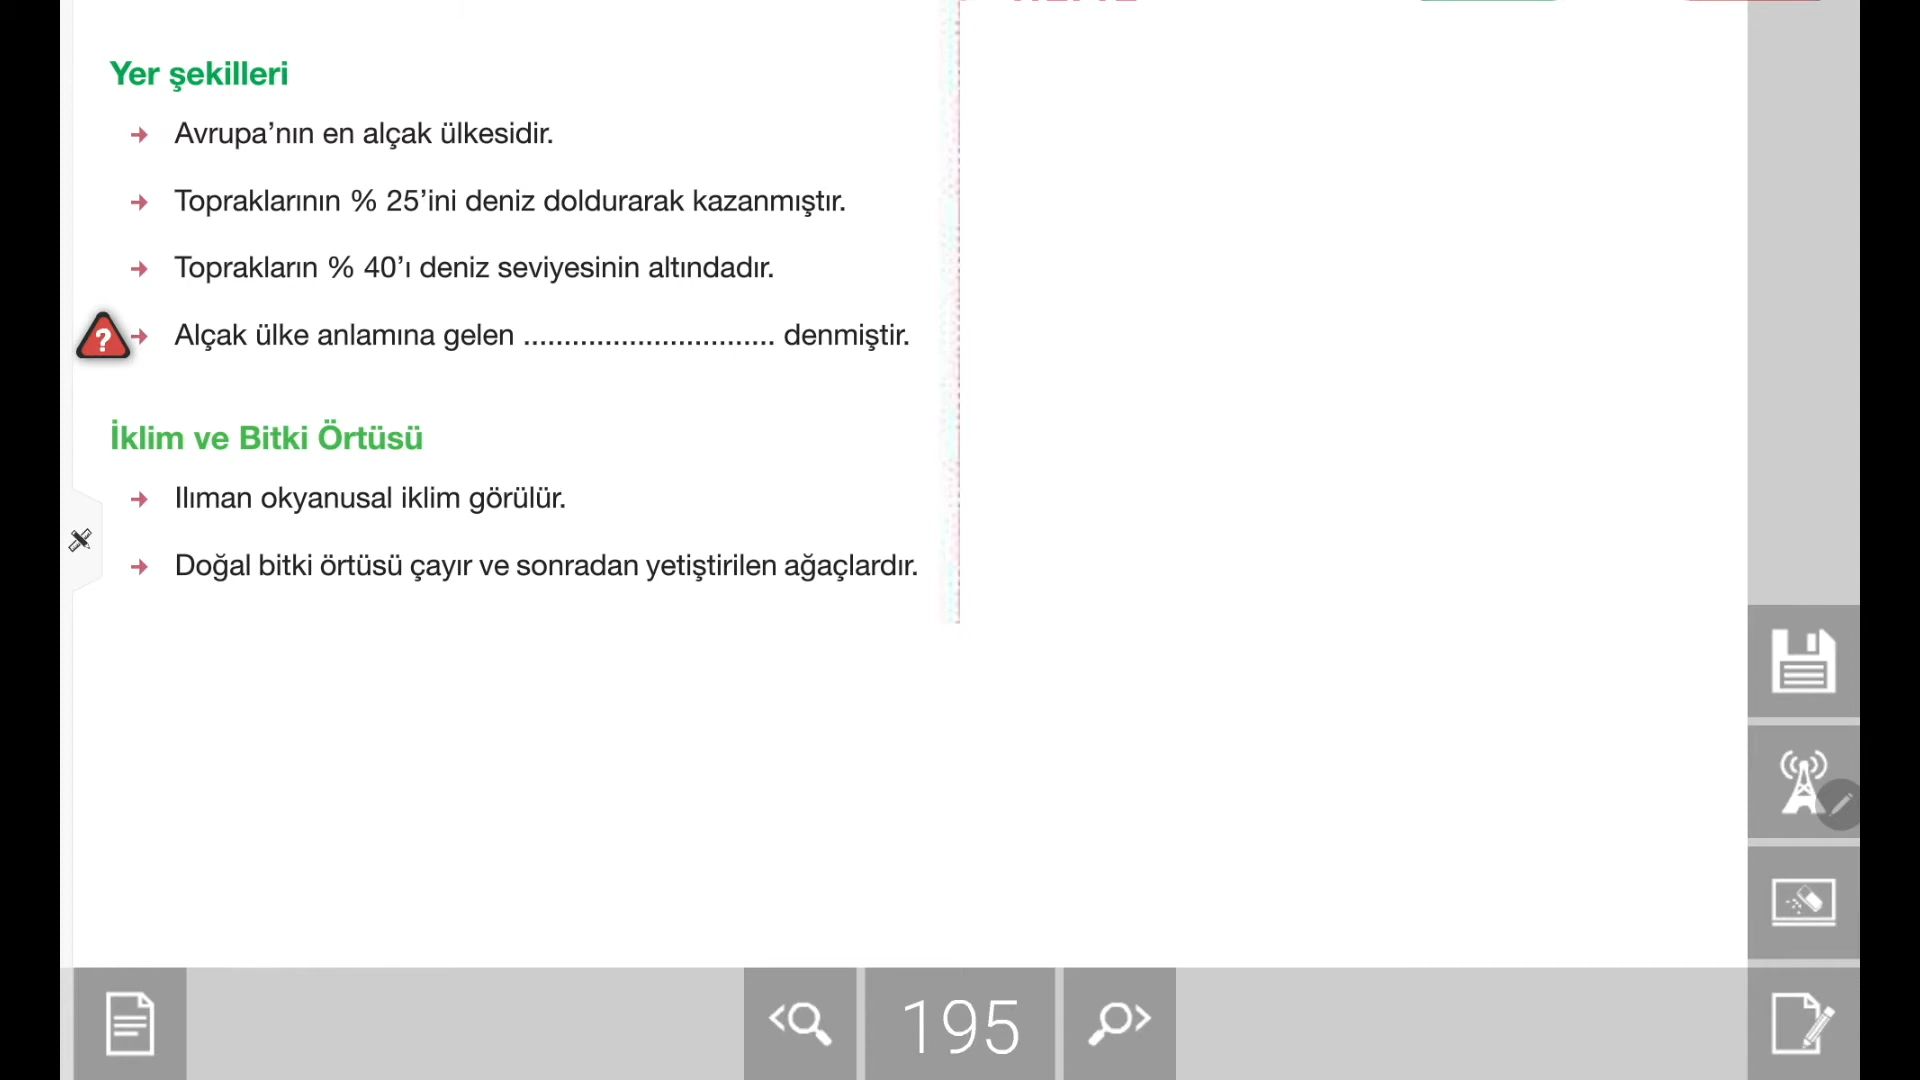 Yer şekilleri
➔ Avrupa’nın en alçak ülkesidir.
➔ Topraklarının % 25’ini deniz doldurarak kazanmıştır.
➔ Toprakların % 40’ı deniz seviyesinin altındadır.
? ➔ Alçak ülke anlamına gelen ............................... denmiştir.
İklim ve Bitki Örtüsü
➔ Ilıman okyanusal iklim görülür.
➔ Doğal bitki örtüsü çayır ve sonradan yetiştirilen ağaçlardır.
195